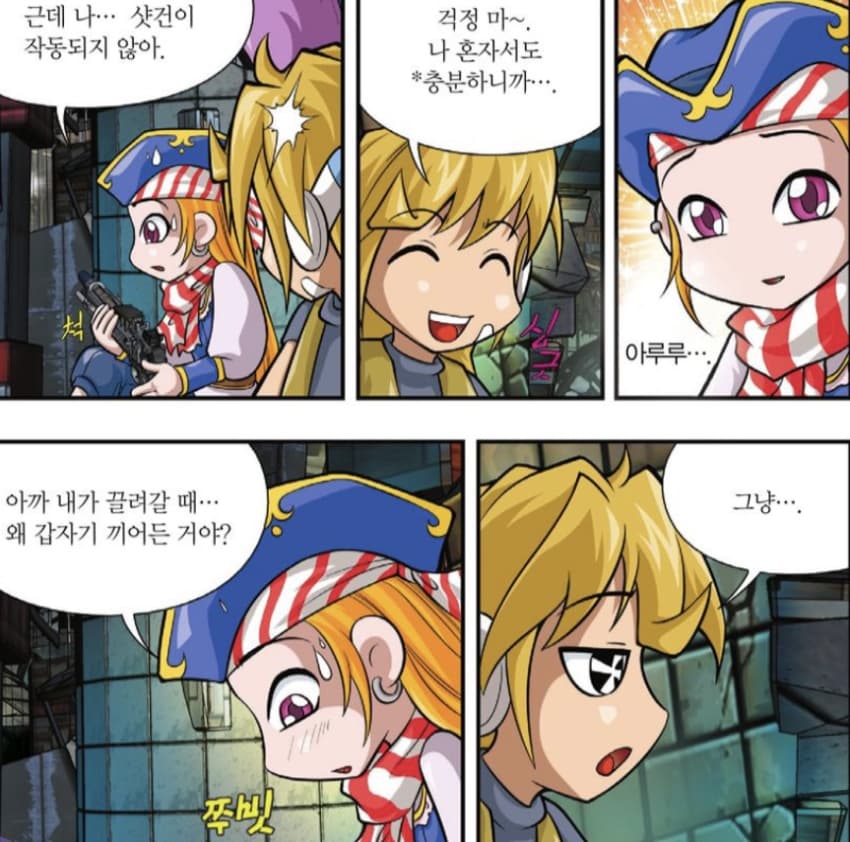 근데 나… 샷건이
작동되지 않아.
척
걱정 마~.
나 혼자서도
*충분하니까….
싱긋
아루루….
아까 내가 끌려갈 때…
왜 갑자기 끼어든 거야?
쭈빗
그냥….